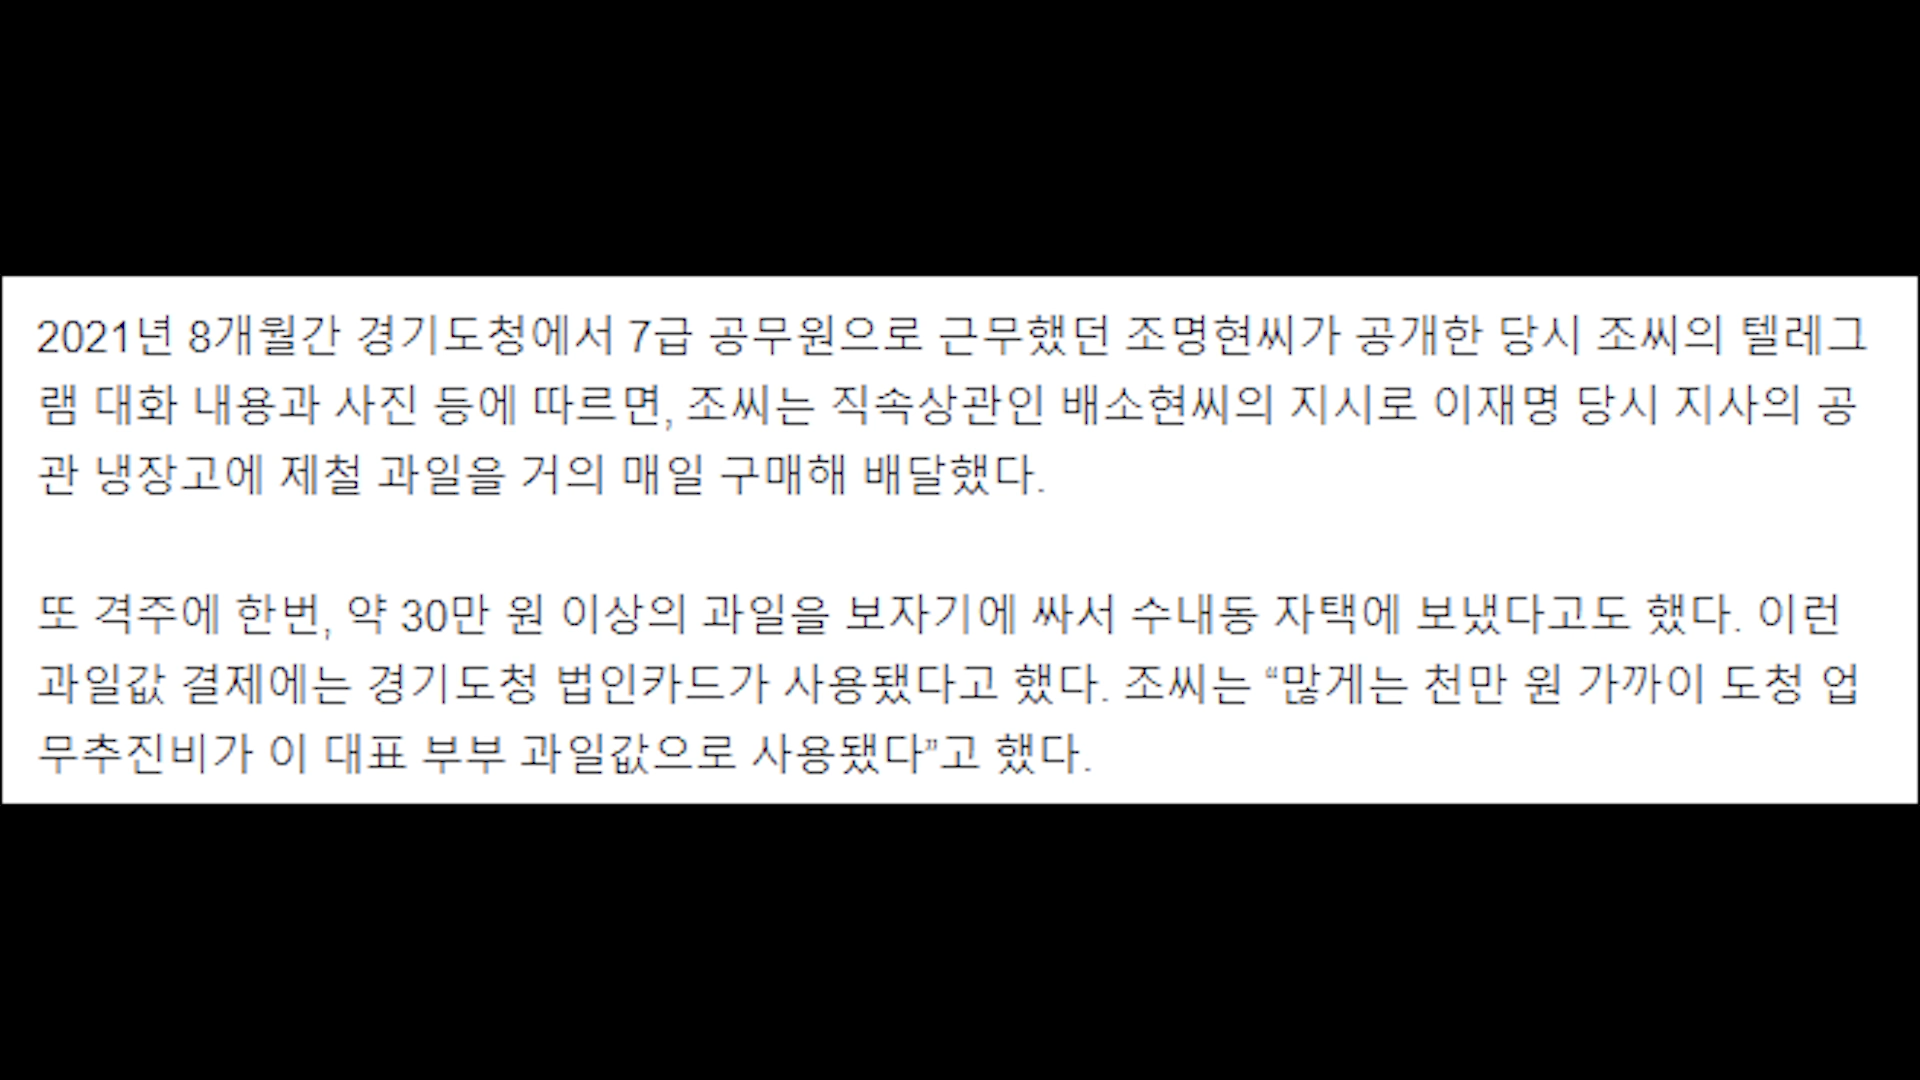 2021년 8개월간 경기도청에서 7급 공무원으로 근무했던 조명현씨가 공개한 당시 조씨의 텔레그
램 대화 내용과 사진 등에 따르면, 조씨는 직속상관인 배소현씨의 지시로 이재명 당시 지사의 공
관 냉장고에 제철 과일을 거의 매일 구매해 배달했다.
또 격주에 한번, 약 30만 원 이상의 과일을 보자기에 싸서 수내동 자택에 보냈다고도 했다. 이런
과일값 결제에는 경기도청 법인카드가 사용됐다고 했다. 조씨는 “많게는 천만 원 가까이 도청 업
무추진비가 이 대표 부부 과일값으로 사용됐다”고 했다.